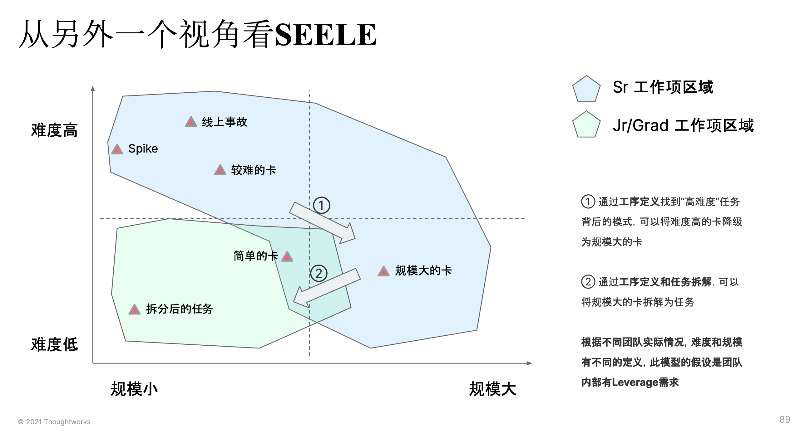 从另外一个视角看SEELE
难度高
线上事故
Spike
较难的卡
①
简单的卡
②
规模大的卡
拆分后的任务
难度低
规模小
规模大
Sr 工作项区域
Jr/Grad 工作项区域
① 通过工序定义找到“高难度”任务
背后的模式, 可以将难度高的卡降级
为规模大的卡
② 通过工序定义和任务拆解, 可以
将规模大的卡拆解为任务
根据不同团队实际情况, 难度和规模
有不同的定义, 此模型的假设是团队
内部有Leverage需求
© 2021 Thoughtworks
89